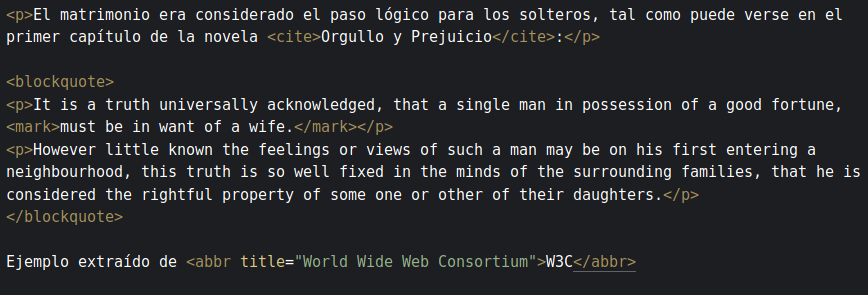 <p>El matrimonio era considerado el paso lógico para los solteros, tal como puede verse en el
primer capítulo de la novela <cite>Orgullo y Prejuicio</cite>:</p>
<blockquote>
<p>It is a truth universally acknowledged, that a single man in possession of a good fortune,
<mark>must be in want of a wife.</mark></p>
<p>However little known the feelings or views of such a man may be on his first entering a
neighbourhood, this truth is so well fixed in the minds of the surrounding families, that he is
considered the rightful property of some one or other of their daughters.</p>
</blockquote>
Ejemplo extraído de <abbr title="World Wide Web Consortium">W3C</abbr>